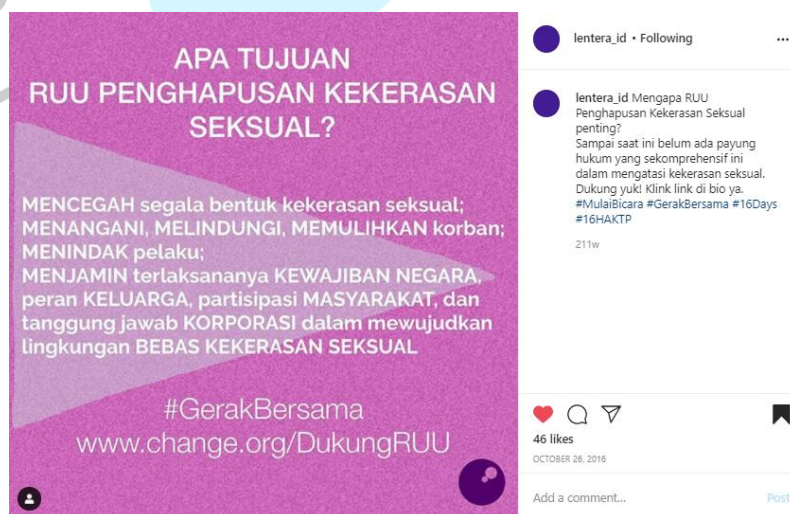 APA TUJUAN
RUU PENGHAPUSAN KEKERASAN
SEKSUAL?
MENCEGAH segala bentuk kekerasan seksual;
MENANGANI, MELINDUNGI, MEMULIHKAN korban;
MENINDAK pelaku;
MENJAMIN terlaksananya KEWAJIBAN NEGARA,
peran KELUARGA, partisipasi MASYARAKAT, dan
tanggung jawab KORPORASI dalam mewujudkan
lingkungan BEBAS KEKERASAN SEKSUAL
#GerakBersama
www.change.org/DukungRUU
lentera_id • Following
lentera_id Mengapa RUU
Penghapusan Kekerasan Seksual
penting?
Sampai saat ini belum ada payung
hukum yang sekomprehensif ini
dalam mengatasi kekerasan seksual.
Dukung yuk! Klink link di bio ya.
#MulaiBicara #GerakBersama #16Days
#16HAKTP
211w
46 likes
OCTOBER 26, 2016
Add a comment...
Post